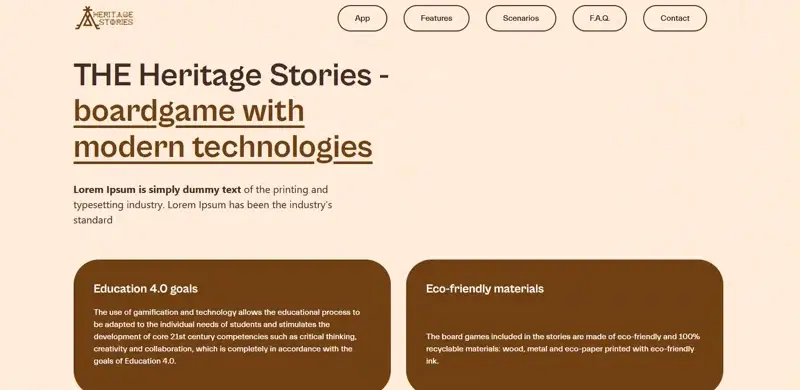 HERITAGE
STORIES
App
Features
Scenarios
F.A.Q.
Contact
THE Heritage Stories -
boardgame with
modern technologies
Lorem Ipsum is simply dummy text of the printing and
typesetting industry. Lorem Ipsum has been the industry's
standard
Education 4.0 goals
The use of gamification and technology allows the educational process to
be adapted to the individual needs of students and stimulates the
development of core 21st century competencies such as critical thinking,
creativity and collaboration, which is completely in accordance with the
goals of Education 4.0.
Eco-friendly materials
The board games included in the stories are made of eco-friendly and 100%
recyclable materials: wood, metal and eco-paper printed with eco-friendly
ink.